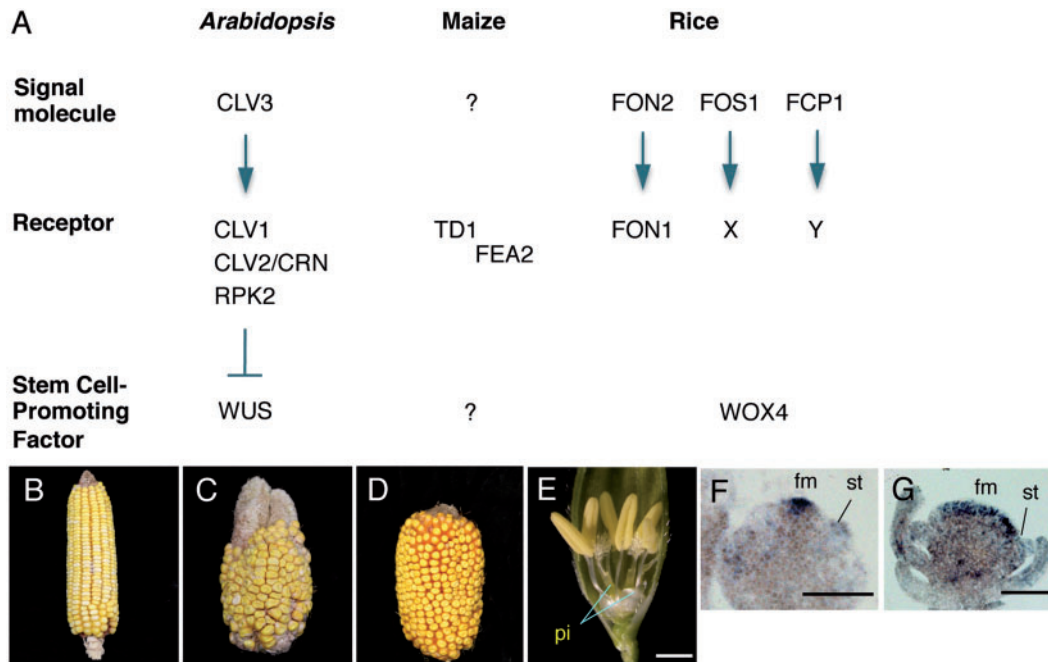 A
Arabidopsis Maize Rice
Signal
molecule
CLV3 ? FON2 FOS1 FCP1
Receptor
CLV1 TD1 FON1 X Y
FEA2
CLV2/CRN
RPK2
Stem Cell-
Promoting
Factor
WUS ? WOX4
B C D E F G
fm st fm st
pi